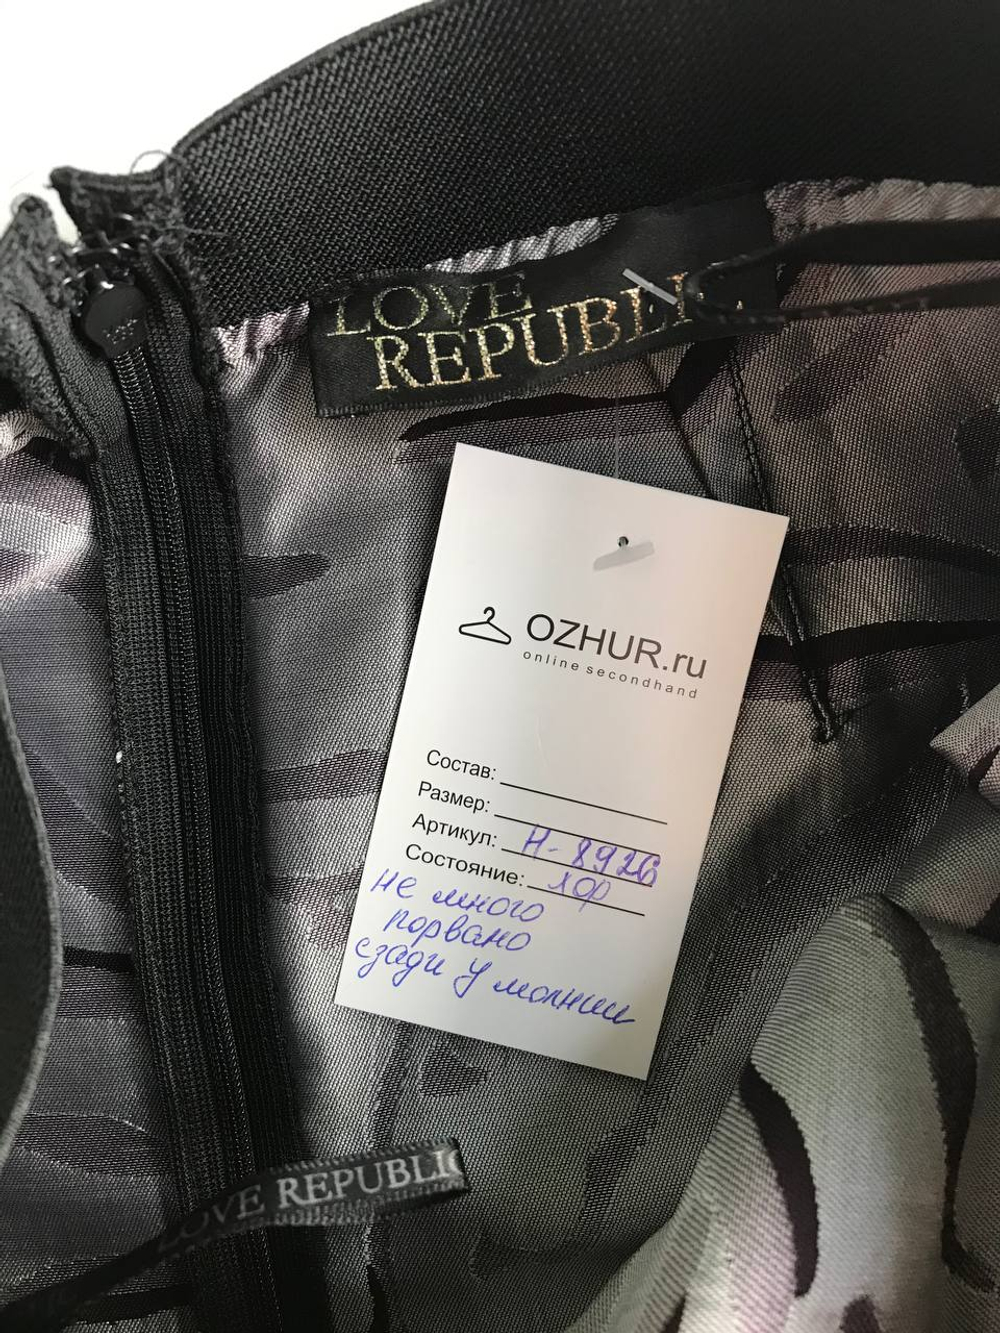 LOVE
REPUBLIC
OZHUR.ru
online secondhand
Состав:
Размер:
Артикул: Н-8926
Состояние: хор
не много
порвано
сзади у молнии
LOVE REPUBLIC